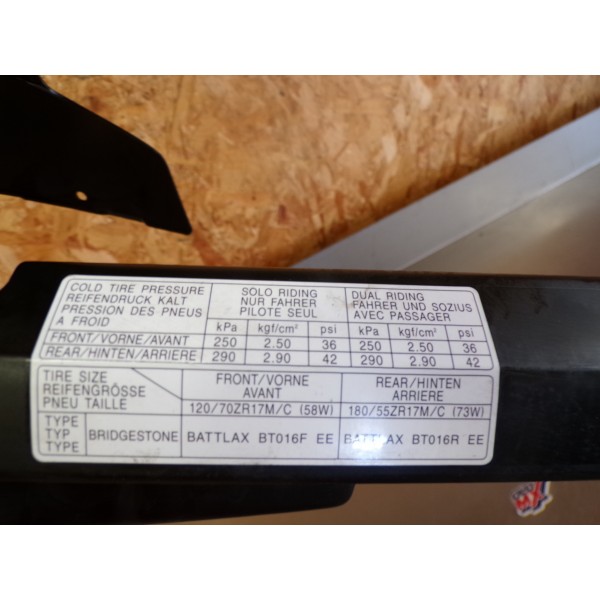 COLD TIRE PRESSURE
REIFENDRUCK KALT
PRESSION DES PNEUS
A FROID
SOLO RIDING
NUR FAHRER
PILOTE SEUL
DUAL RIDING
FAHRER UND SOZIUS
AVEC PASSAGER
kPa kgf/cm² psi kPa kgf/cm² psi
FRONT/VORNE/AVANT 250 2.50 36 250 2.50 36
REAR/HINTEN/ARRIERE 290 2.90 42 290 2.90 42
TIRE SIZE
REIFENGRÖSSE
PNEU TAILLE
FRONT/VORNE
AVANT
REAR/HINTEN
ARRIERE
120/70ZR17M/C (58W) 180/55ZR17M/C (73W)
TYPE
TYP
TYPE
BRIDGESTONE BATTLAX BT016F EE BATTLAX BT016R EE
MX